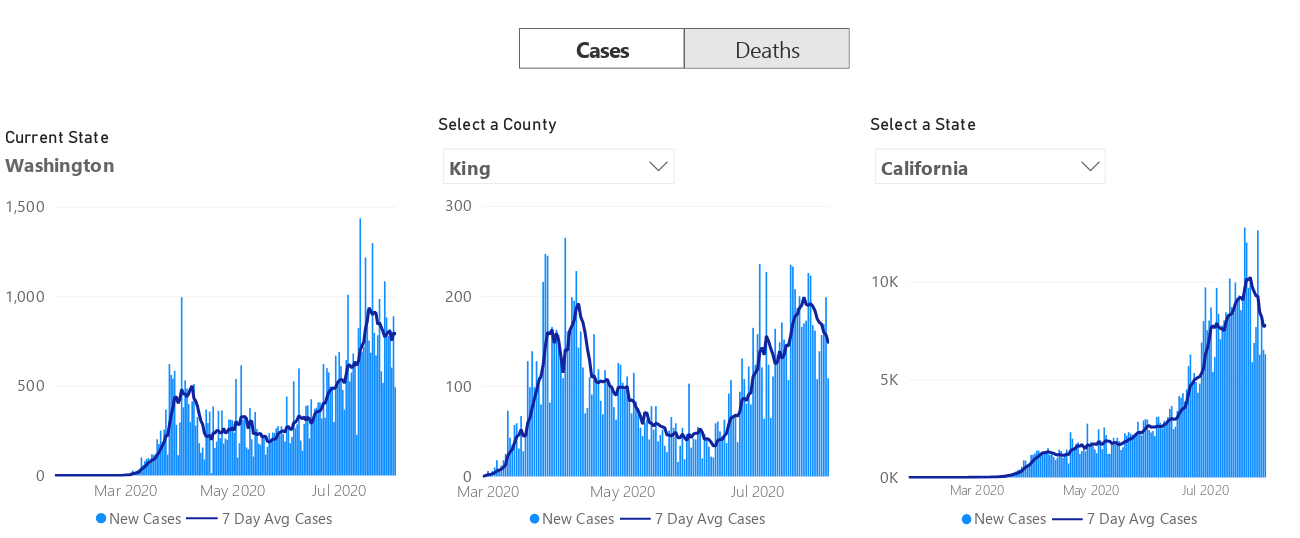 Cases Deaths
Current State
Washington
1,500
1,000
500
0
Mar 2020 May 2020 Jul 2020
New Cases 7 Day Avg Cases
Select a County
King
300
200
100
0
Mar 2020 May 2020 Jul 2020
New Cases 7 Day Avg Cases
Select a State
California
10K
5K
0K
Mar 2020 May 2020 Jul 2020
New Cases 7 Day Avg Cases